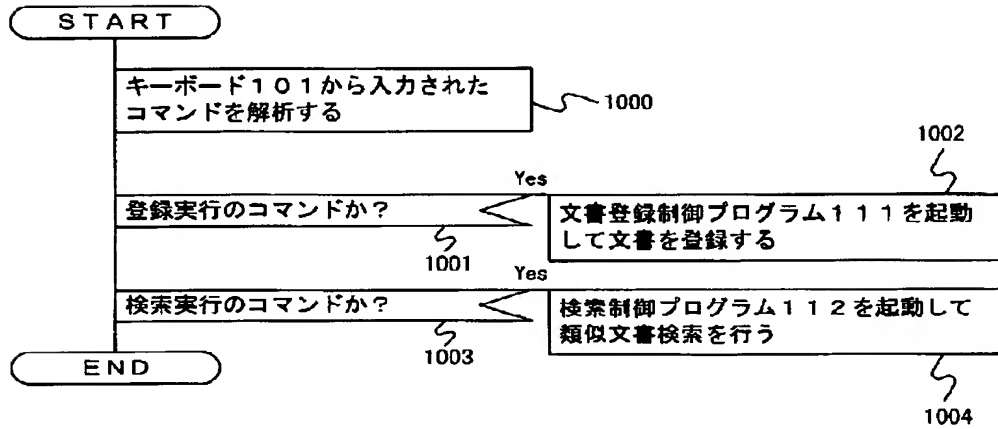 START
キーボード１０１から入力された
コマンドを解析する
1000
1002
Yes
登録実行のコマンドか？
文書登録制御プログラム１１１を起動
して文書を登録する
1001
Yes
検索実行のコマンドか？
検索制御プログラム１１２を起動して
類似文書検索を行う
1003
END
1004